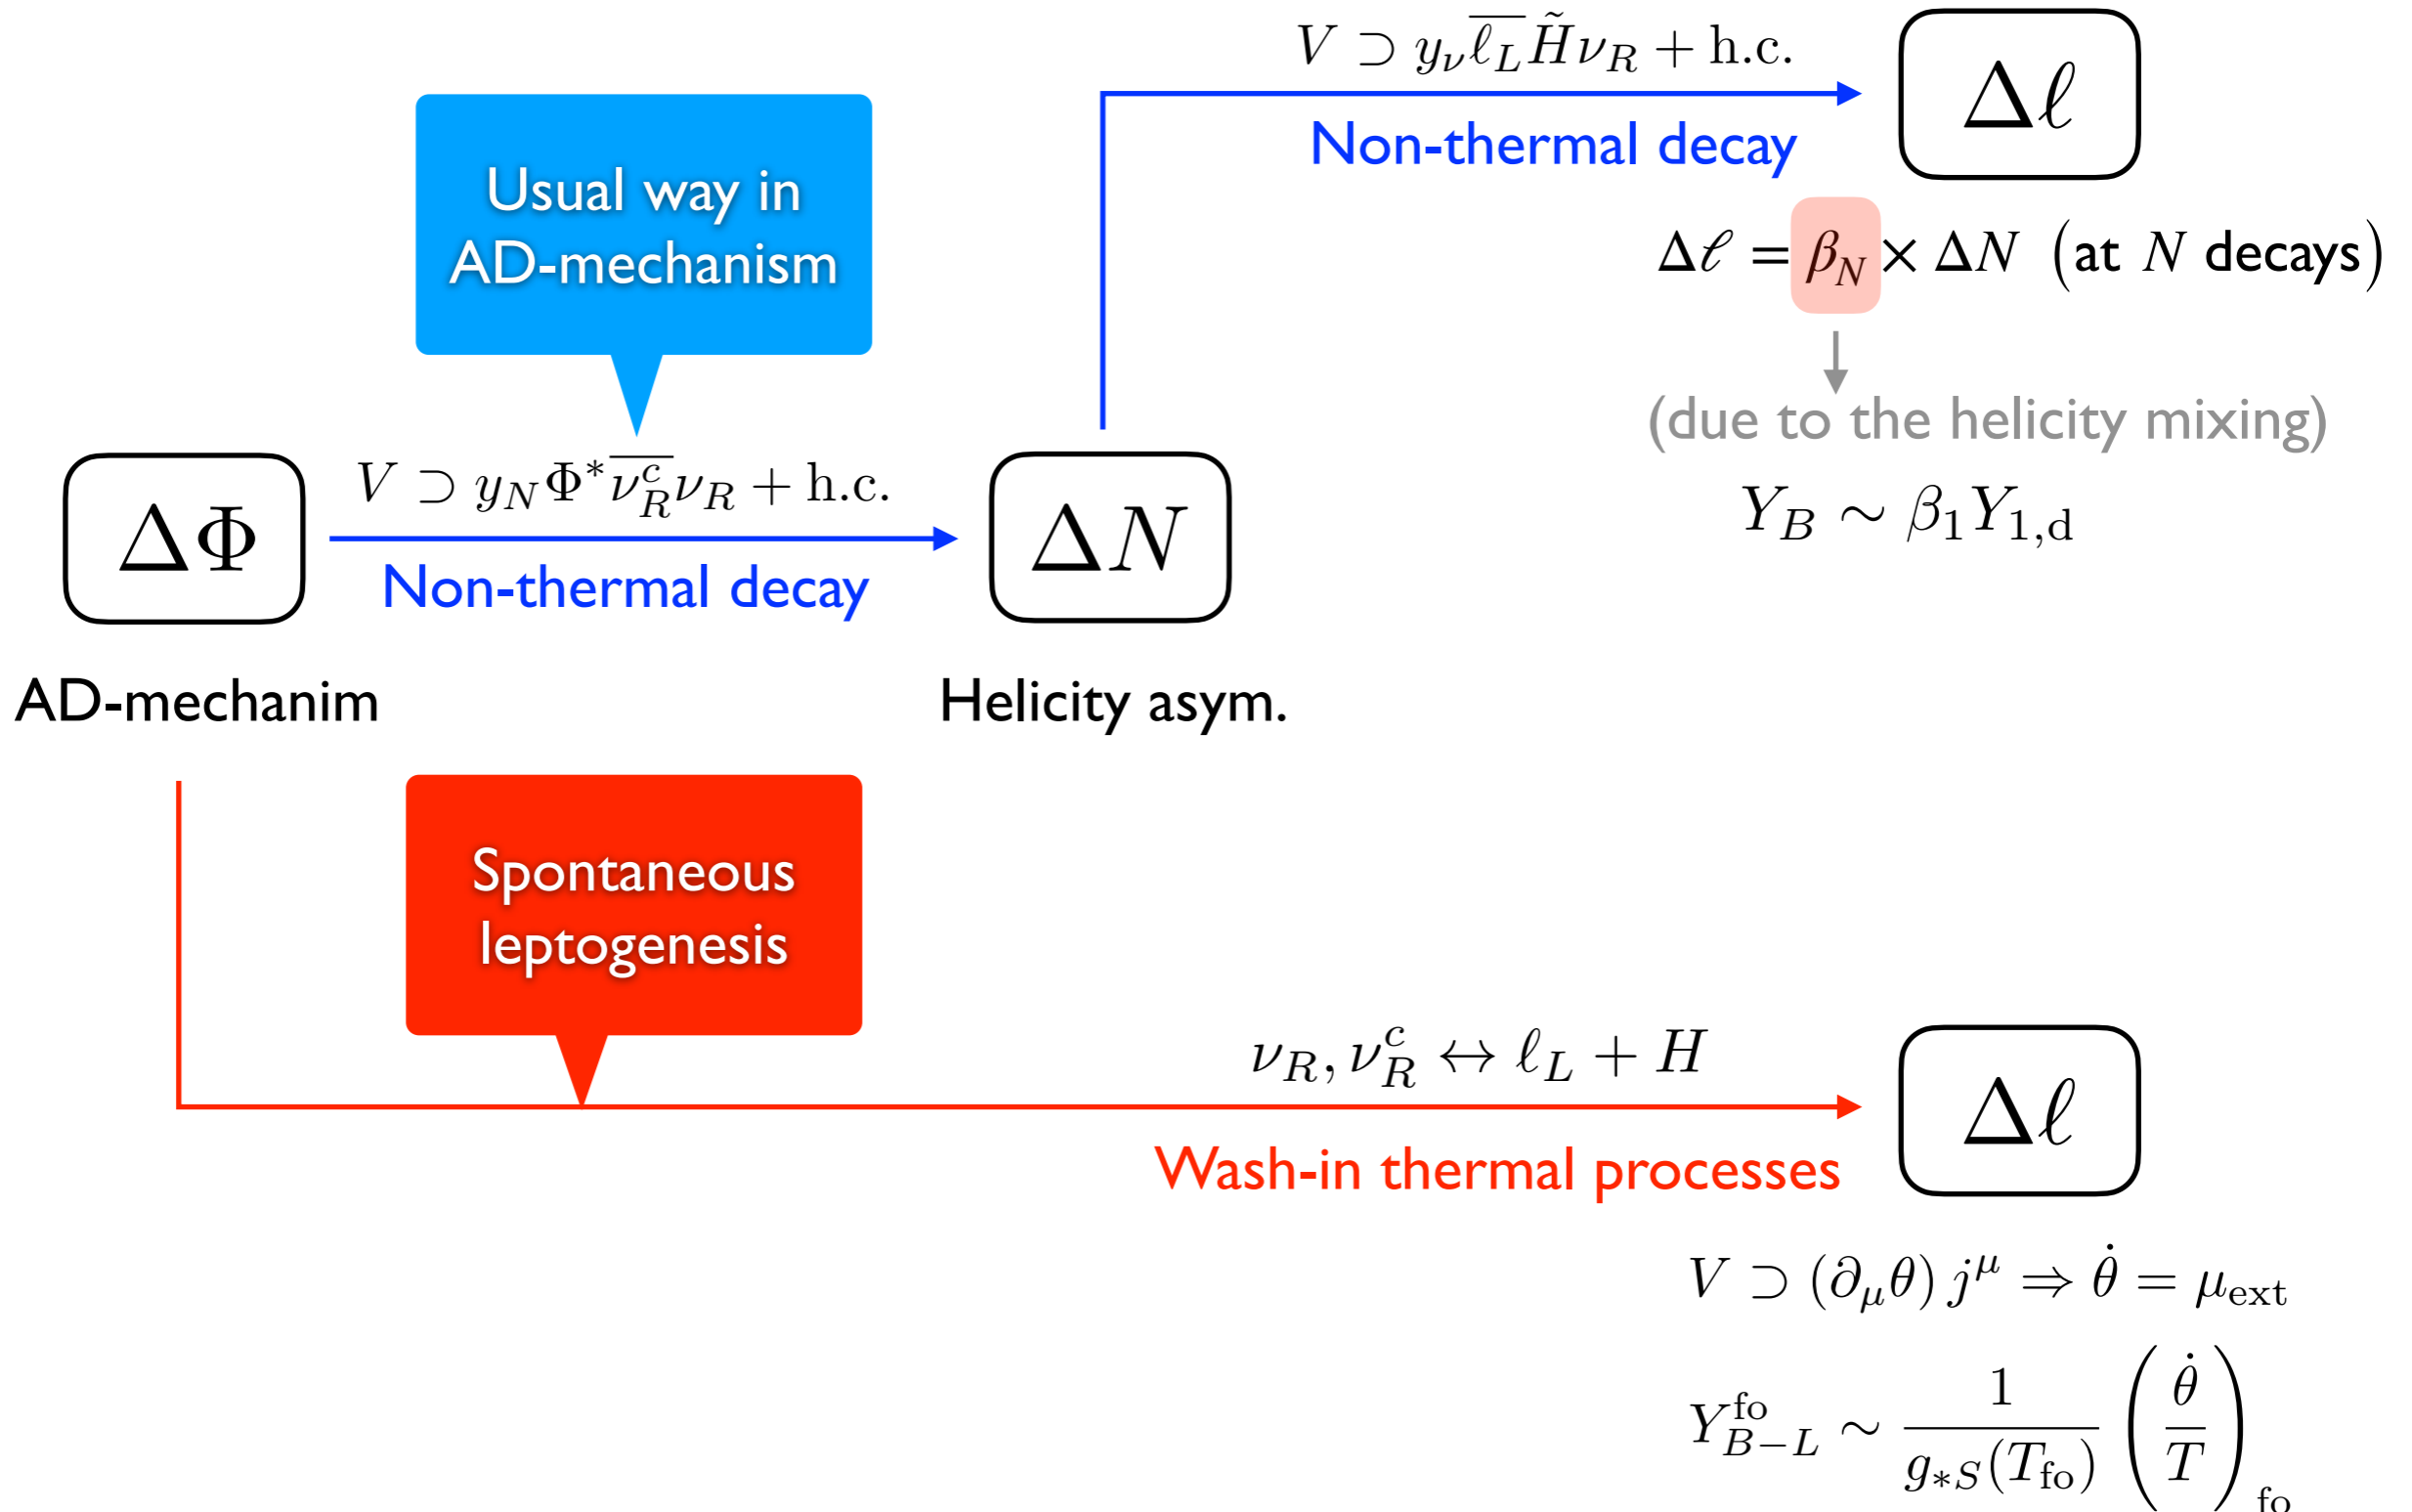 V ⊃ y_ν \overline{ℓ_L} \tilde{H} ν_R + h.c.
Non-thermal decay
Δℓ
Usual way in
AD-mechanism
Δℓ = β_N × ΔN (at N decays)
(due to the helicity mixing)
Y_B ∼ β_1 Y_{1,d}
ΔΦ
V ⊃ y_N Φ^* \overline{ν_R^c} ν_R + h.c.
Non-thermal decay
ΔN
AD-mechanim
Helicity asym.
Spontaneous
leptogenesis
ν_R, ν_R^c ↔ ℓ_L + H
Wash-in thermal processes
Δℓ
V ⊃ (∂_μ θ) j^μ ⇒ \dot{θ} = μ_{ext}
Y_{B−L}^{fo} ∼ \frac{1}{g_{*S}(T_{fo})} \left( \frac{\dot{θ}}{T} \right)_{fo}